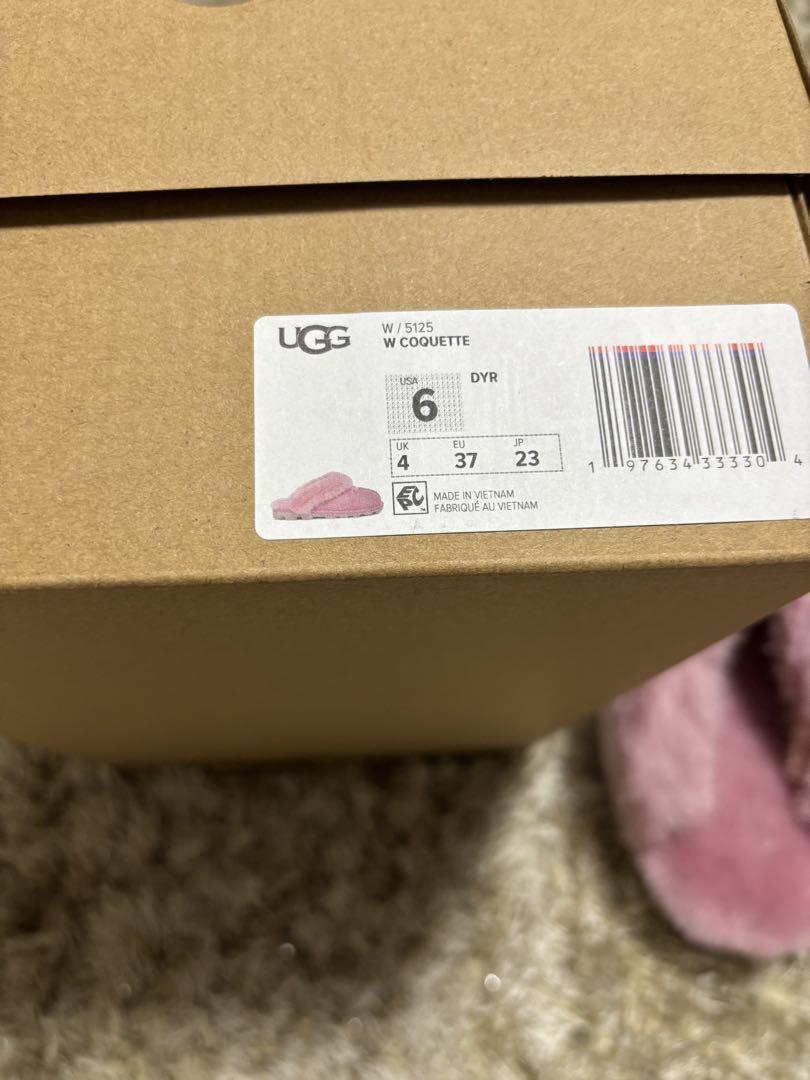 UGG
W / 5125
W COQUETTE
USA
6
DYR
UK EU JP
4 37 23
EPC
MADE IN VIETNAM
FABRIQUÉ AU VIETNAM
1 97634 33330 4